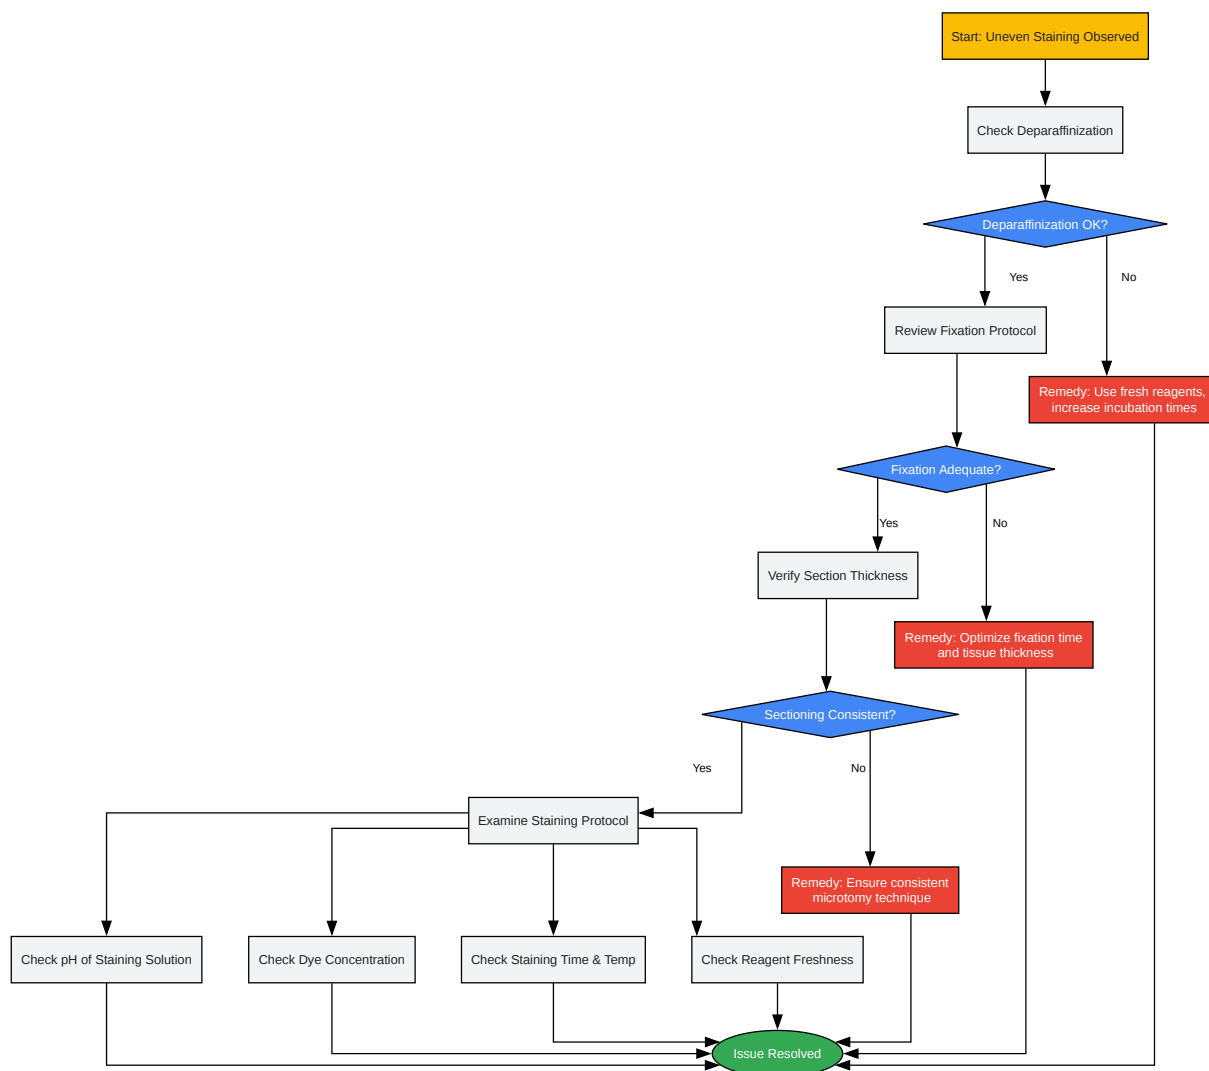 Start: Uneven Staining Observed
Check Deparaffinization
Deparaffinization OK?
Yes
No
Review Fixation Protocol
Remedy: Use fresh reagents,
increase incubation times
Fixation Adequate?
Yes
No
Verify Section Thickness
Remedy: Optimize fixation time
and tissue thickness
Sectioning Consistent?
Yes
No
Examine Staining Protocol
Remedy: Ensure consistent
microtomy technique
Check pH of Staining Solution
Check Dye Concentration
Check Staining Time & Temp
Check Reagent Freshness
Issue Resolved